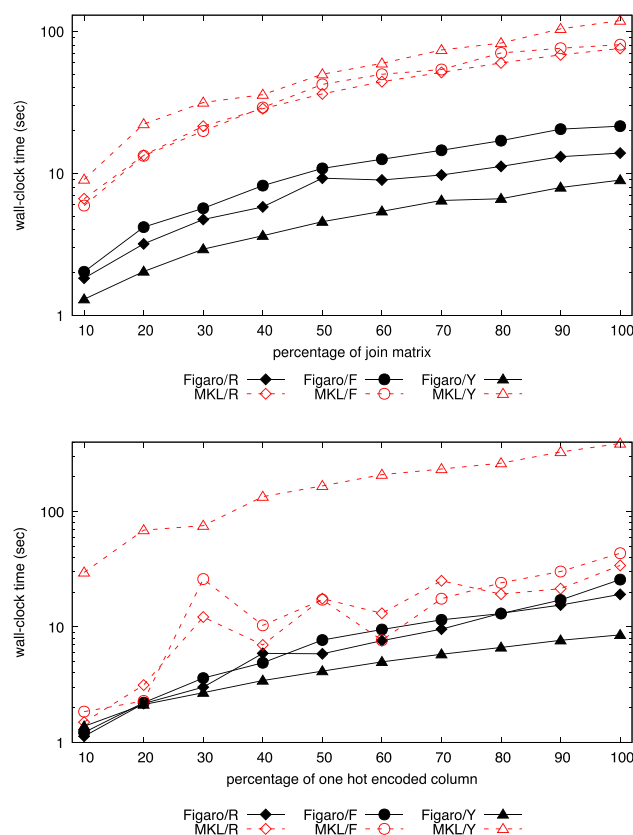 100
10
1
wall-clock time (sec)
10 20 30 40 50 60 70 80 90 100
percentage of join matrix
Figaro/R Figaro/F Figaro/Y
MKL/R MKL/F MKL/Y
100
10
1
wall-clock time (sec)
10 20 30 40 50 60 70 80 90 100
percentage of one hot encoded column
Figaro/R Figaro/F Figaro/Y
MKL/R MKL/F MKL/Y